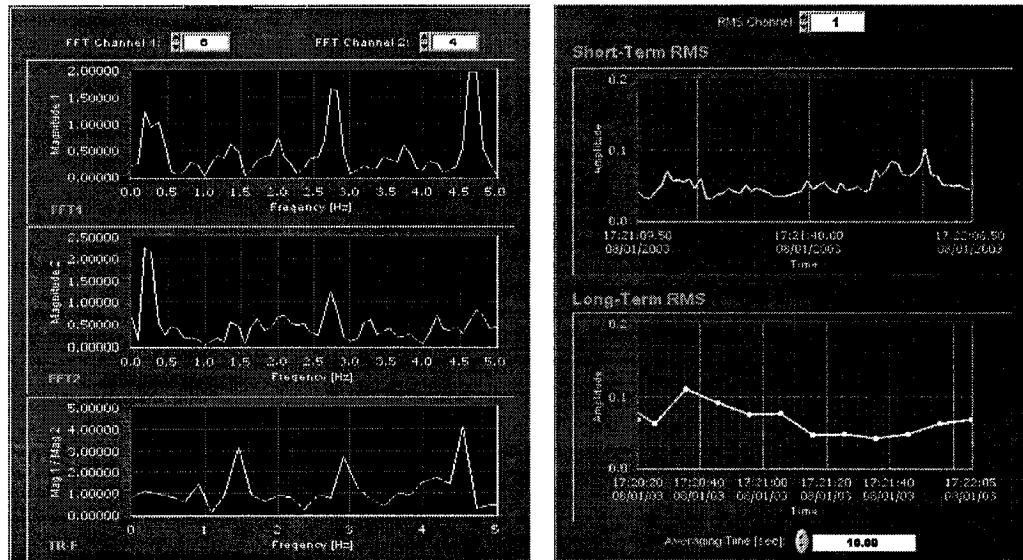 FFT Channel 1: 6 FFT Channel 2: 4
2.00000
1.50000
1.00000
0.50000
0.00000
Magnitude 1
0.0 0.5 1.0 1.5 2.0 2.5 3.0 3.5 4.0 4.5 5.0
Freqency [Hz]
FFT1
2.50000
2.00000
1.50000
1.00000
0.50000
0.00000
Magnitude 2
0.0 0.5 1.0 1.5 2.0 2.5 3.0 3.5 4.0 4.5 5.0
Freqency [Hz]
FFT2
5.00000
4.00000
3.00000
2.00000
1.00000
0.00000
Mag 1 / Mag 2
0 1 2 3 4 5
Freqency [Hz]
TR-F
RMS Channel 1
Short-Term RMS
0.2
0.1
0.0
Amplitude
17:21:09.50 17:21:40.00 17:22:06.50
08/01/2003 08/01/2003 08/01/2003
Time
Long-Term RMS
0.2
0.1
0.0
Amplitude
17:20:20 17:20:40 17:21:00 17:21:20 17:21:40 17:22:05
08/01/03 08/01/03 08/01/03 08/01/03 08/01/03 08/01/03
Time
Averaging Time [sec] 10.00